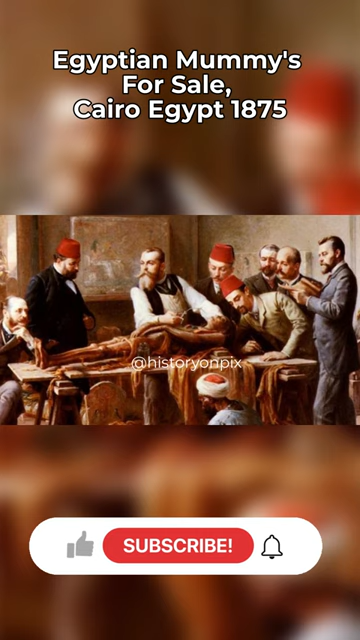 Egyptian Mummy's
For Sale,
Cairo Egypt 1875
@historyonpix
SUBSCRIBE!